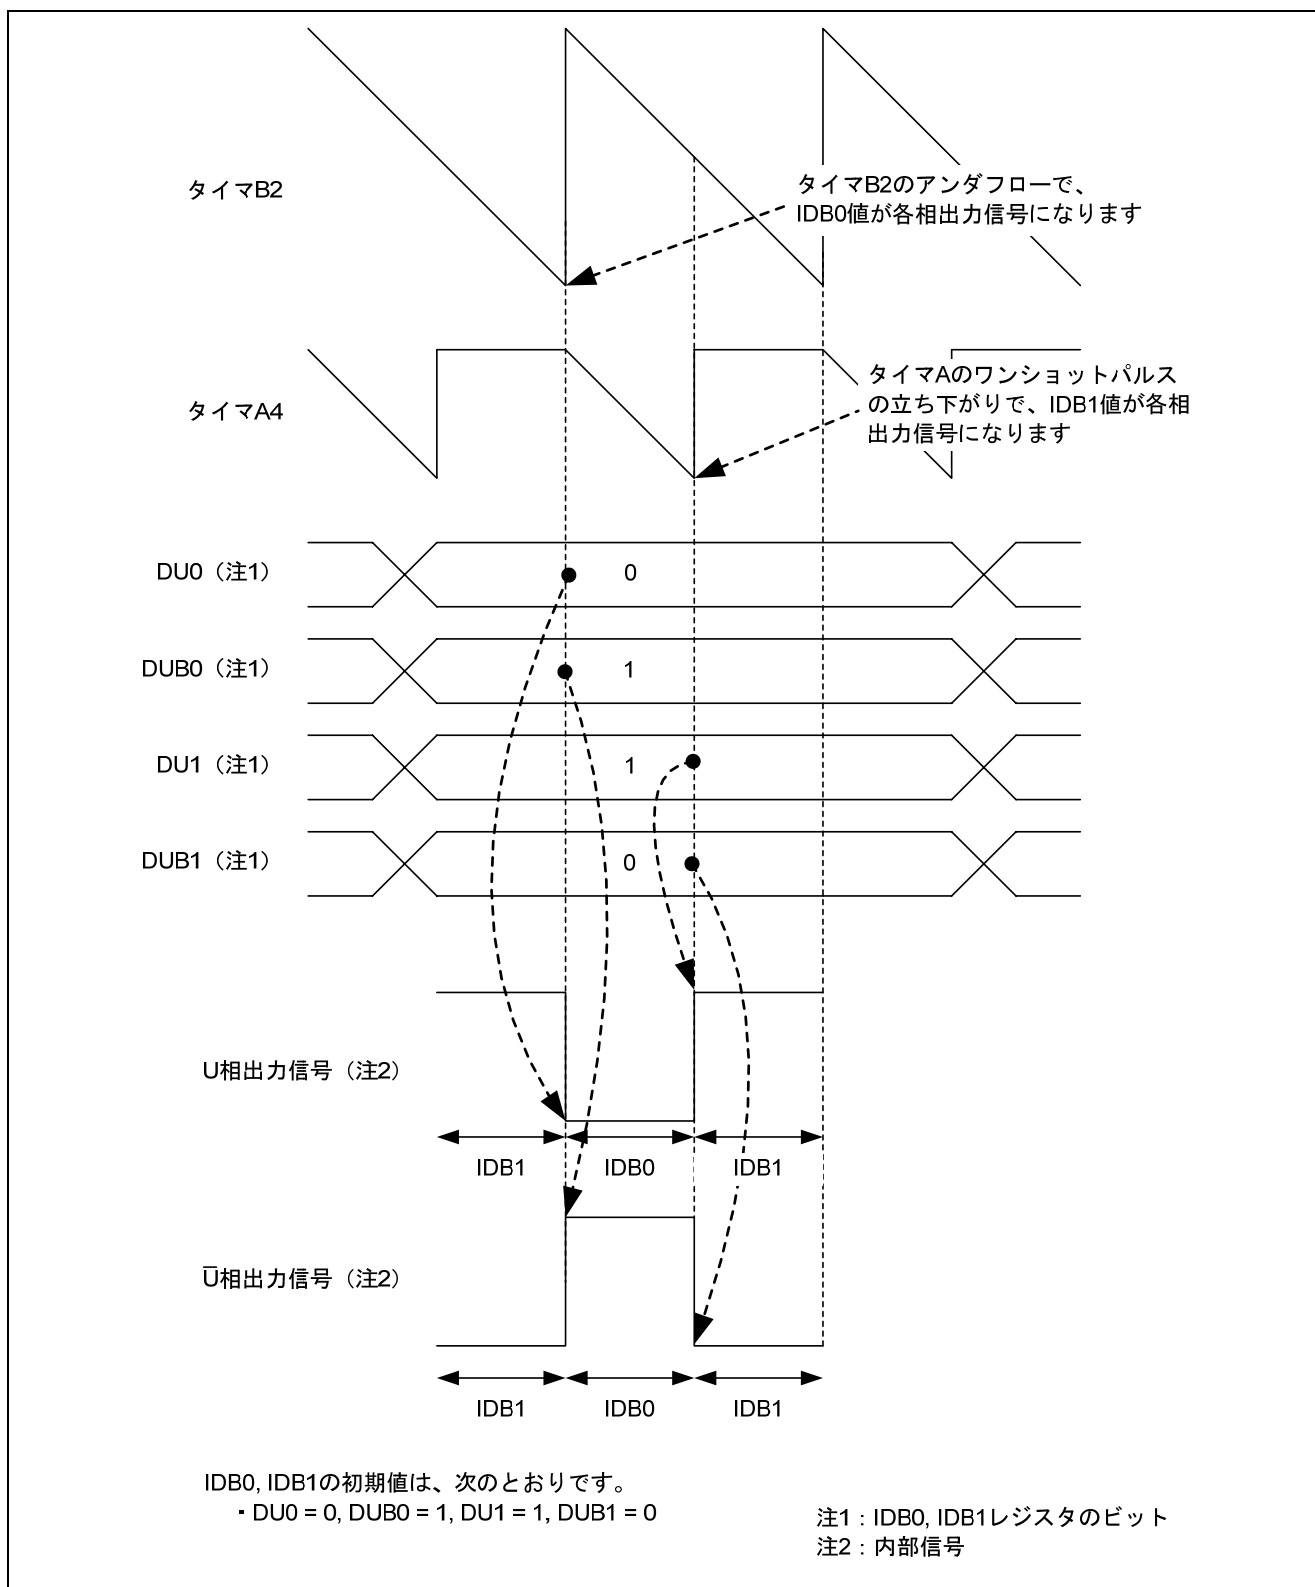 タイマB2
タイマB2のアンダフローで、
IDB0値が各相出力信号になります
タイマA4
タイマAのワンショットパルス
の立ち下がりで、IDB1値が各相
出力信号になります
DU0（注1）
0
DUB0（注1）
1
DU1（注1）
1
DUB1（注1）
0
U相出力信号（注2）
IDB1
IDB0
IDB1
U̅相出力信号（注2）
IDB1
IDB0
IDB1
IDB0, IDB1の初期値は、次のとおりです。
・DU0 = 0, DUB0 = 1, DU1 = 1, DUB1 = 0
注1：IDB0, IDB1レジスタのビット
注2：内部信号